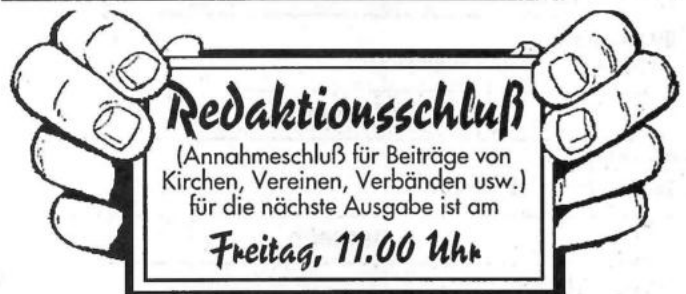 Redaktionsschluß
(Annahmeschluß für Beiträge von
Kirchen, Vereinen, Verbänden usw.)
für die nächste Ausgabe ist am
Freitag, 11.00 Uhr